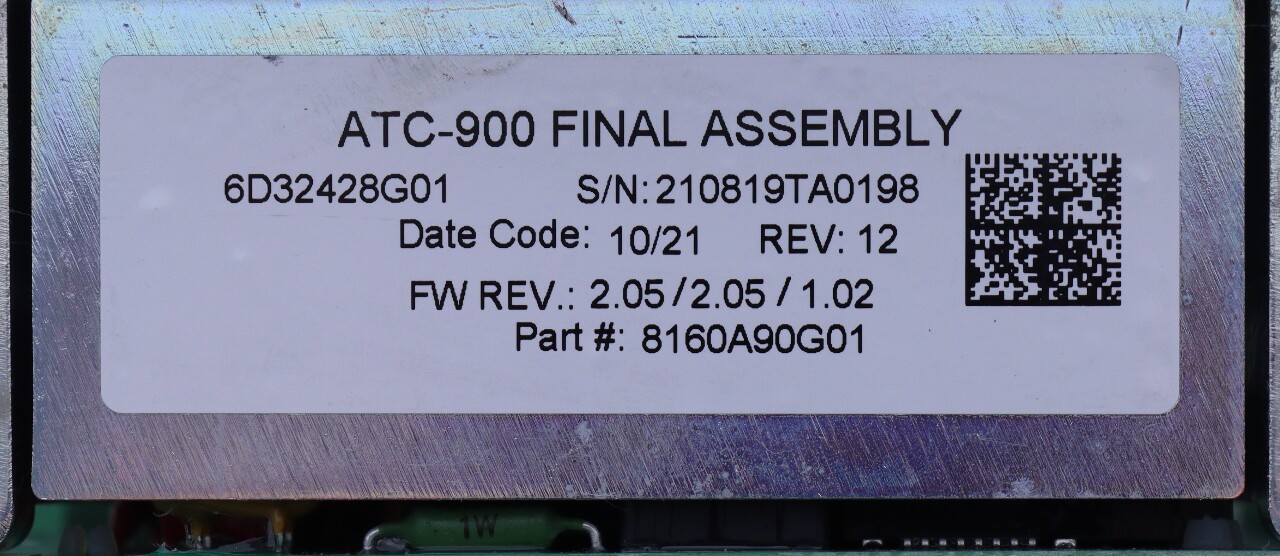 ATC-900 FINAL ASSEMBLY
6D32428G01 S/N: 210819TA0198
Date Code: 10/21 REV: 12
FW REV.: 2.05 / 2.05 / 1.02
Part #: 8160A90G01
1W